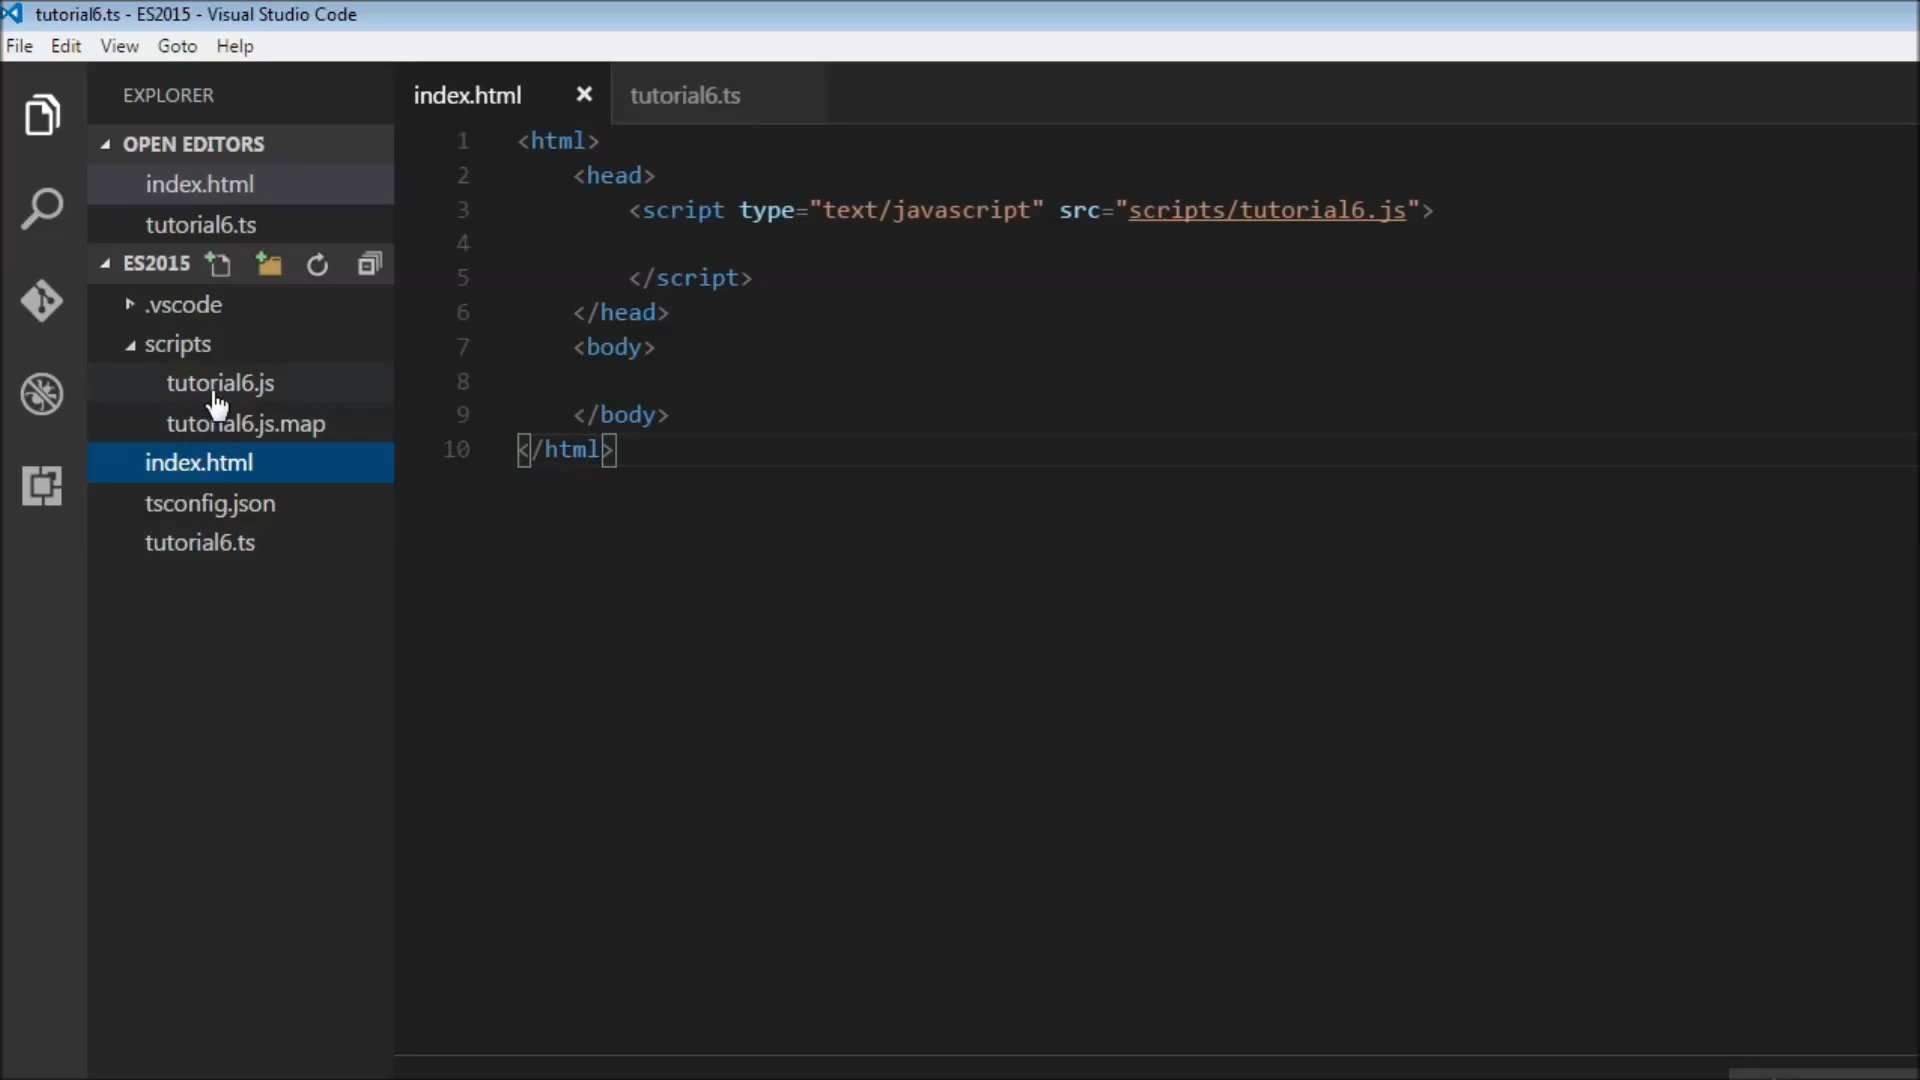 tutorial6.ts - ES2015 - Visual Studio Code
File Edit View Goto Help
EXPLORER
OPEN EDITORS
index.html
tutorial6.ts
ES2015
.vscode
scripts
tutorial6.js
tutorial6.js.map
index.html
tsconfig.json
tutorial6.ts
index.html tutorial6.ts
1 <html>
2 <head>
3 <script type="text/javascript" src="scripts/tutorial6.js">
4
5 </script>
6 </head>
7 <body>
8
9 </body>
10 </html>